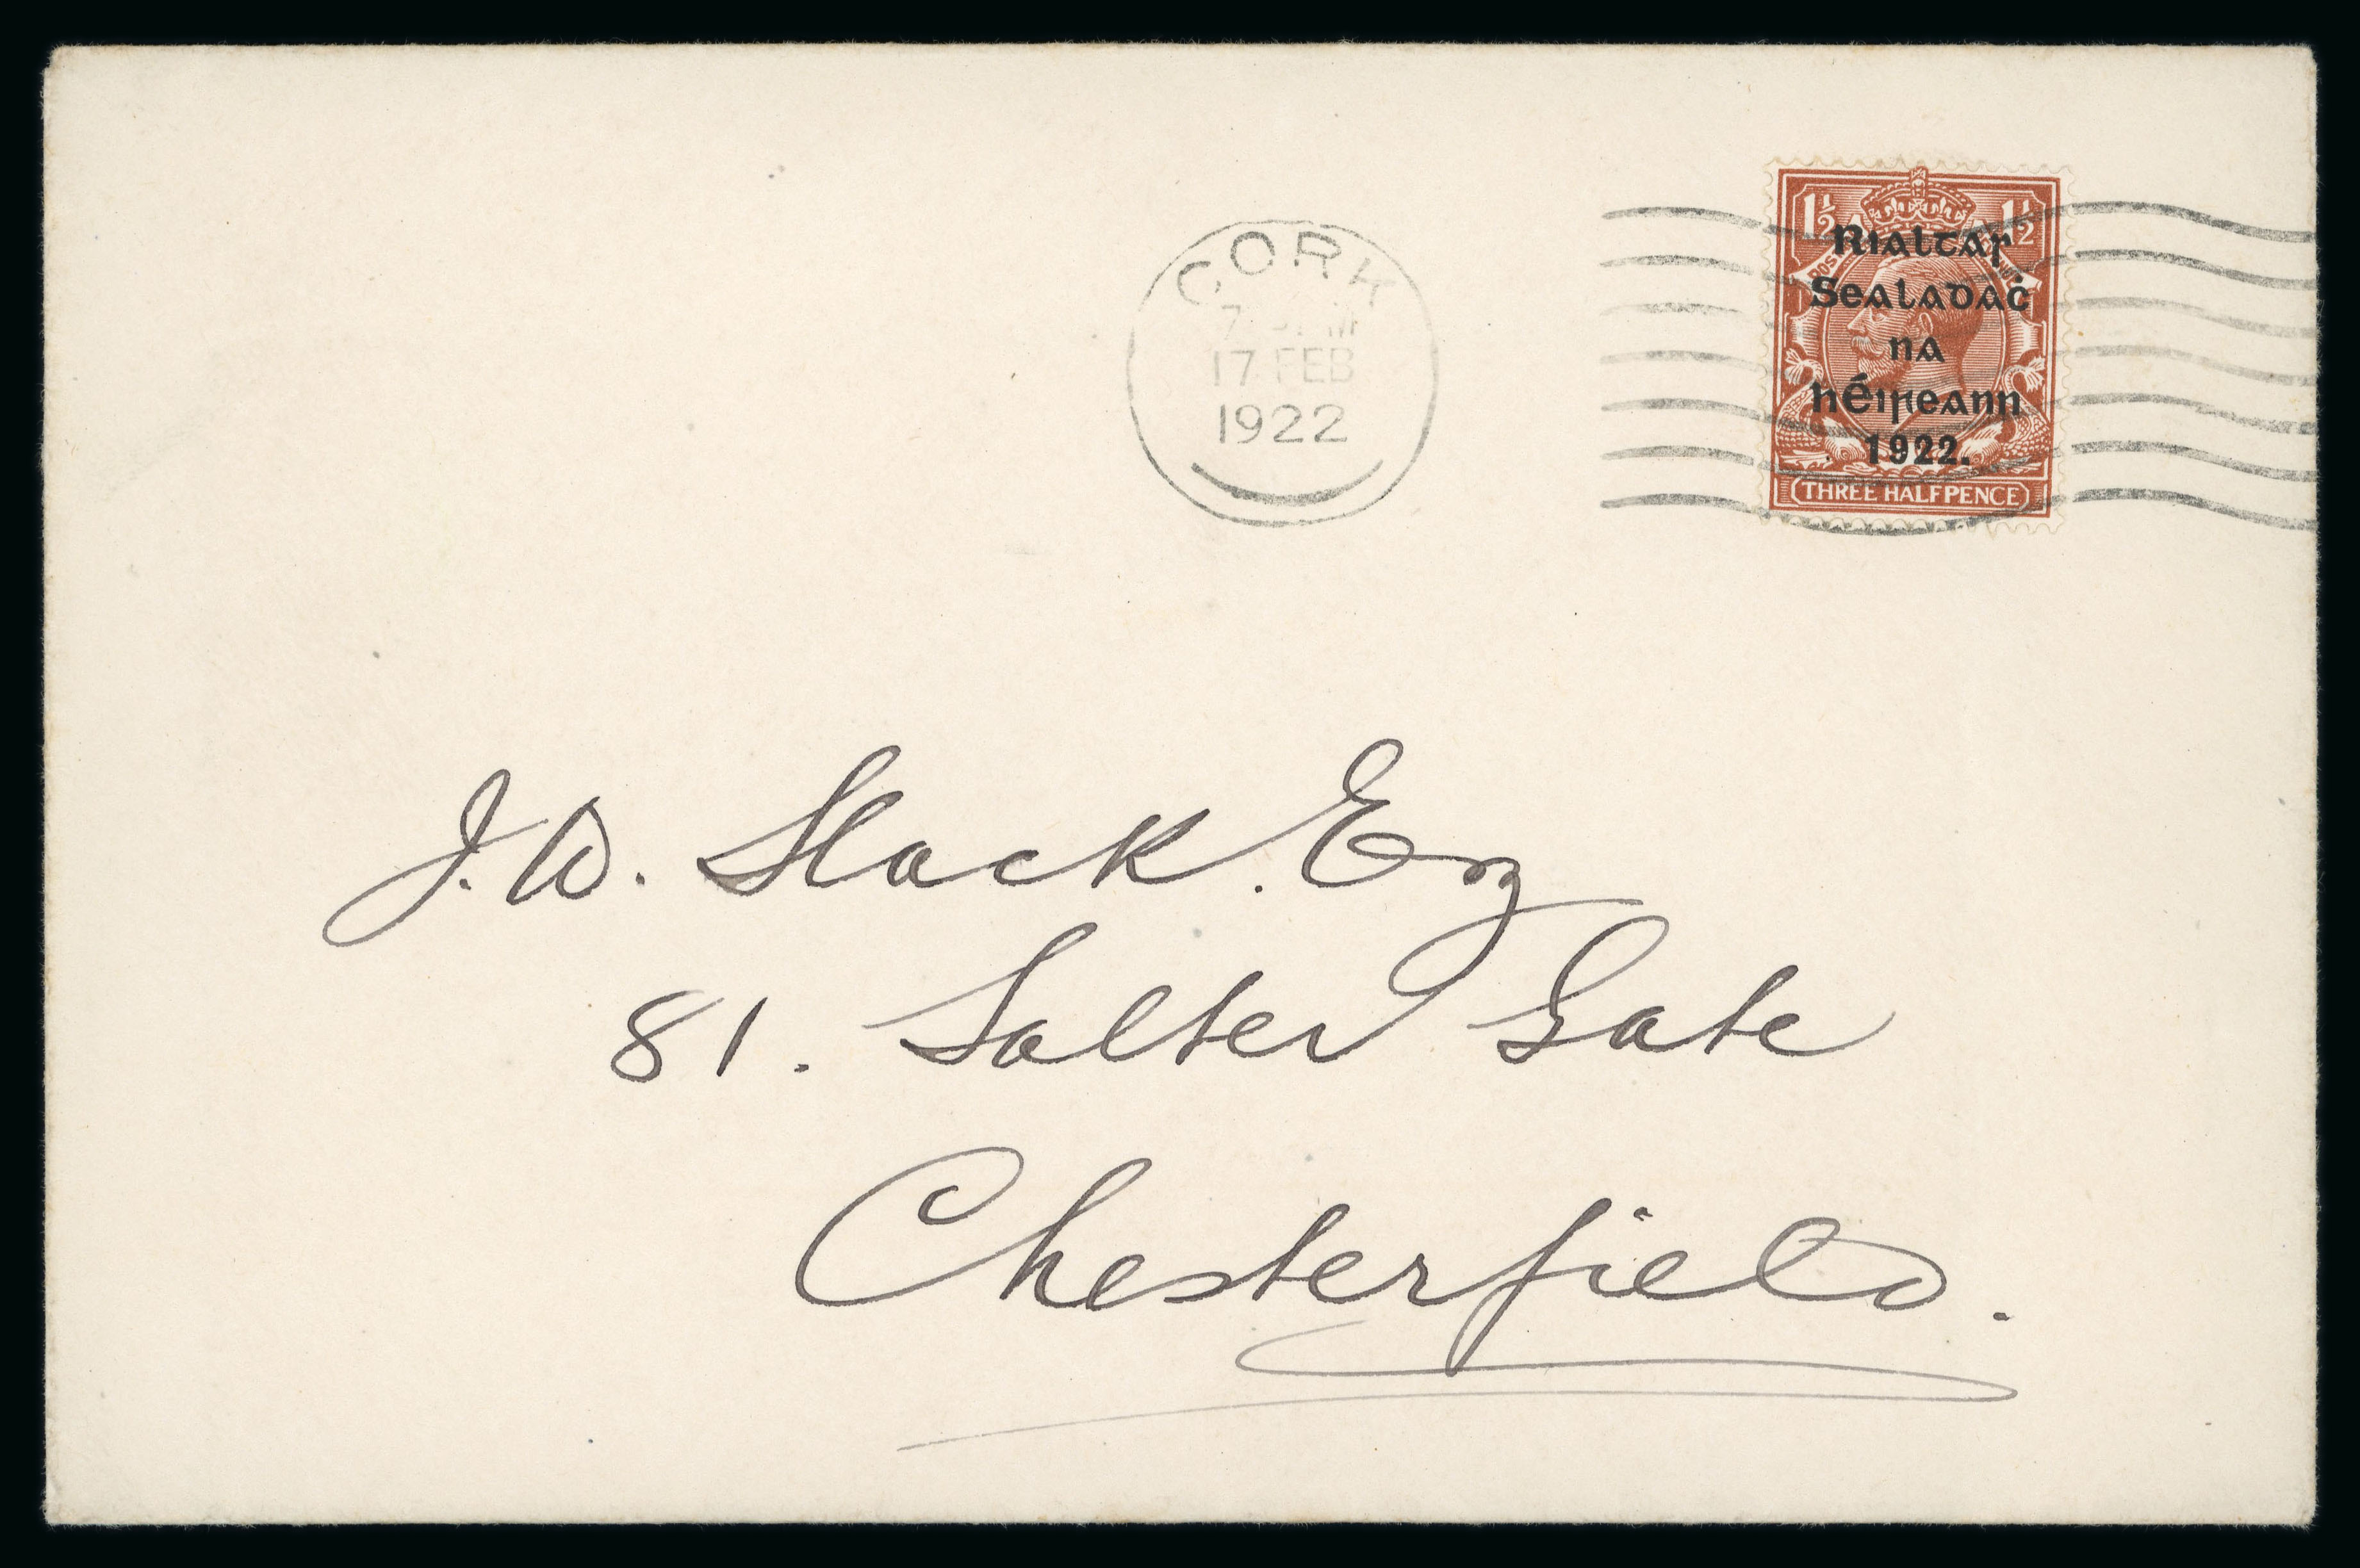 CORK
17 FEB
1922
1½ 1½
Rialtas
Sealadaċ
na
hÉireann
1922.
THREE HALFPENCE
J. W. Slack. Esq
81. Salter Gate
Chesterfield.